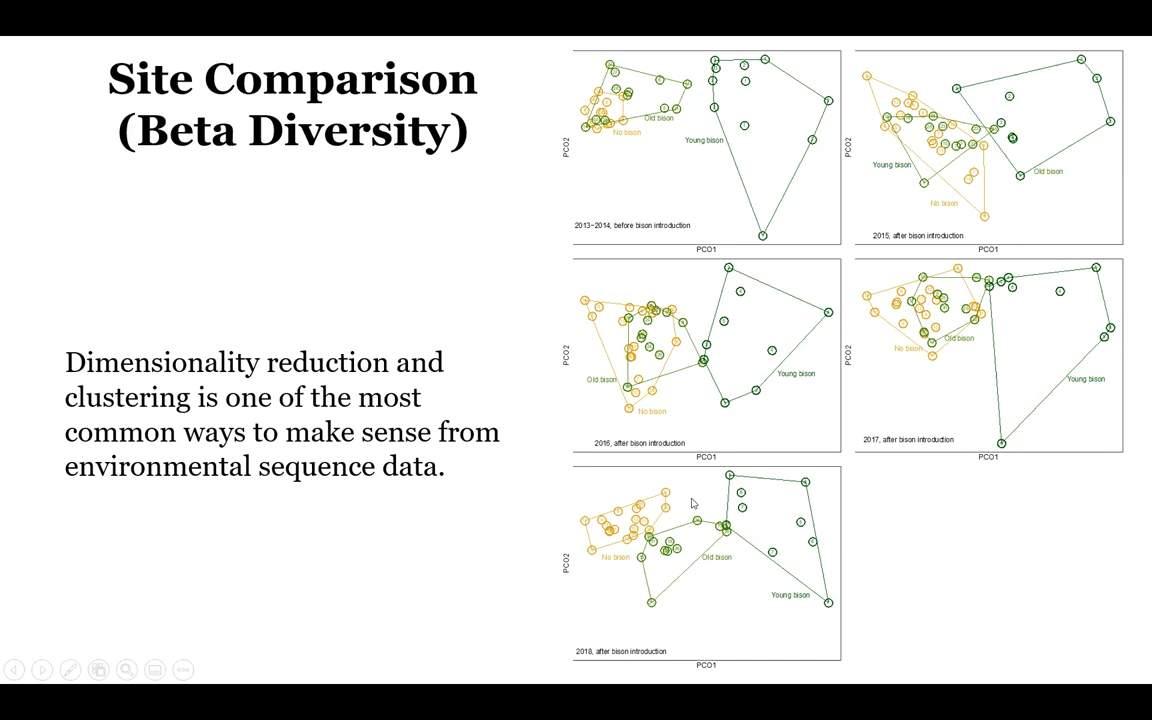 Site Comparison
(Beta Diversity)
Dimensionality reduction and
clustering is one of the most
common ways to make sense from
environmental sequence data.
PCO2
Old bison
No bison
Young bison
2013−2014, before bison introduction
PCO1
PCO2
Young bison
Old bison
No bison
2015, after bison introduction
PCO1
PCO2
Old bison
Young bison
No bison
2016, after bison introduction
PCO1
PCO2
No bison
Old bison
Young bison
2017, after bison introduction
PCO1
PCO2
No bison
Old bison
Young bison
2018, after bison introduction
PCO1